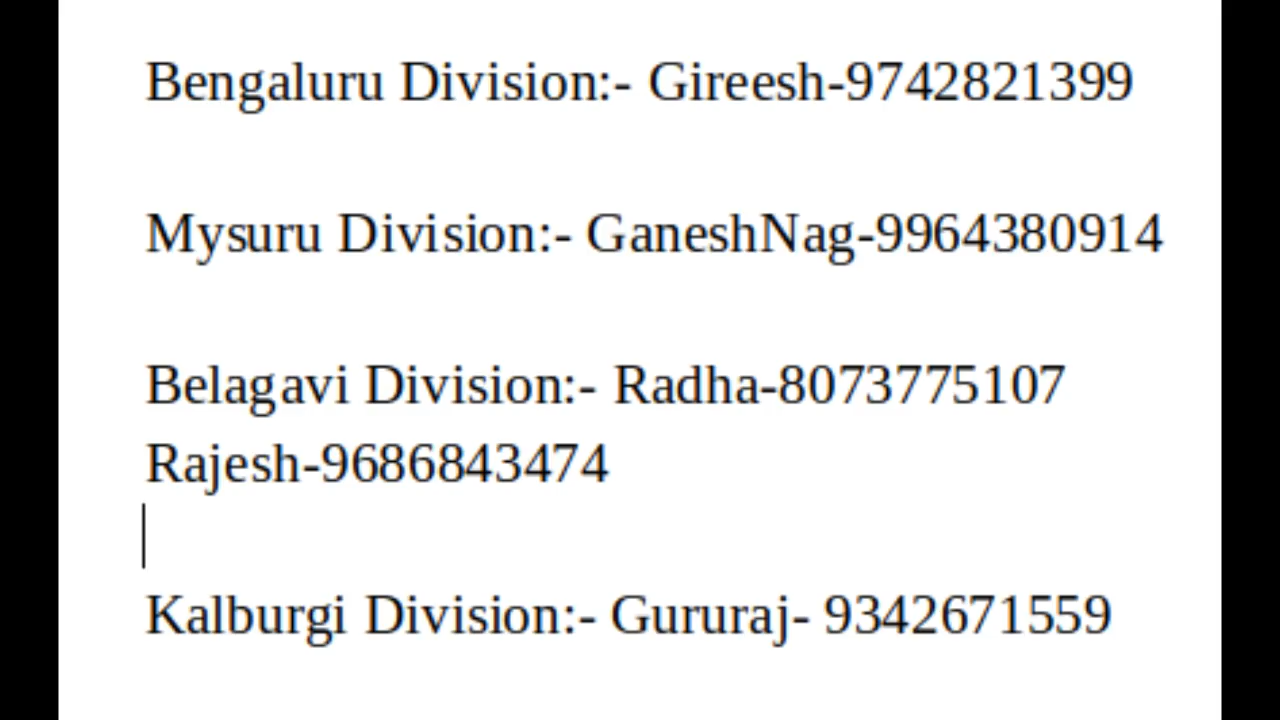 Bengaluru Division:- Gireesh-9742821399
Mysuru Division:- GaneshNag-9964380914
Belagavi Division:- Radha-8073775107
Rajesh-9686843474
Kalburgi Division:- Gururaj- 9342671559